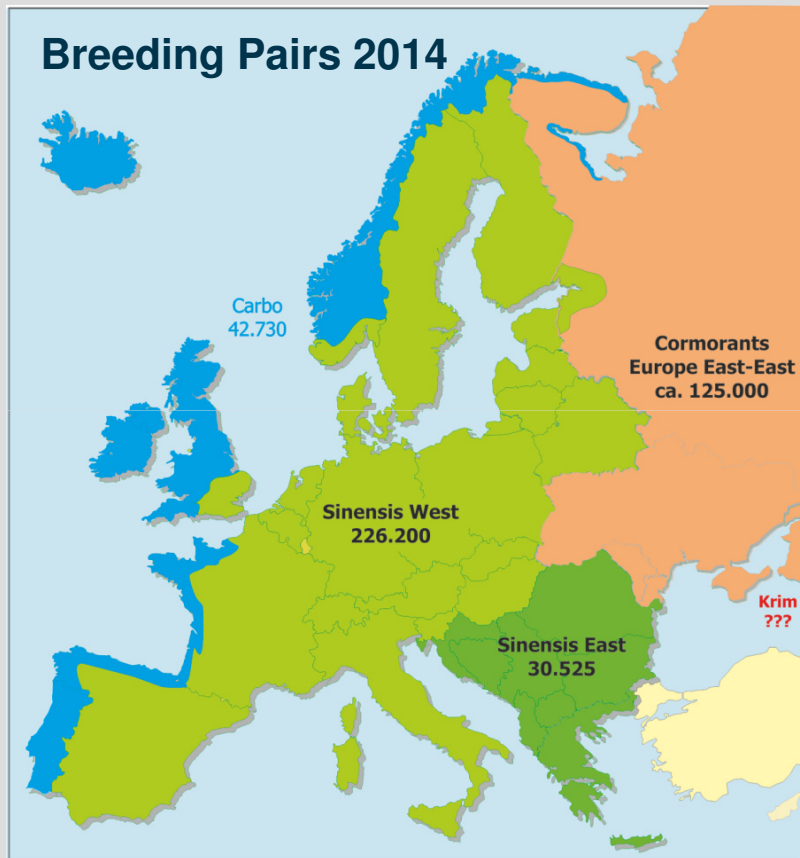 Breeding Pairs 2014
Carbo
42.730
Cormorants
Europe East-East
ca. 125.000
Sinensis West
226.200
Krim
???
Sinensis East
30.525